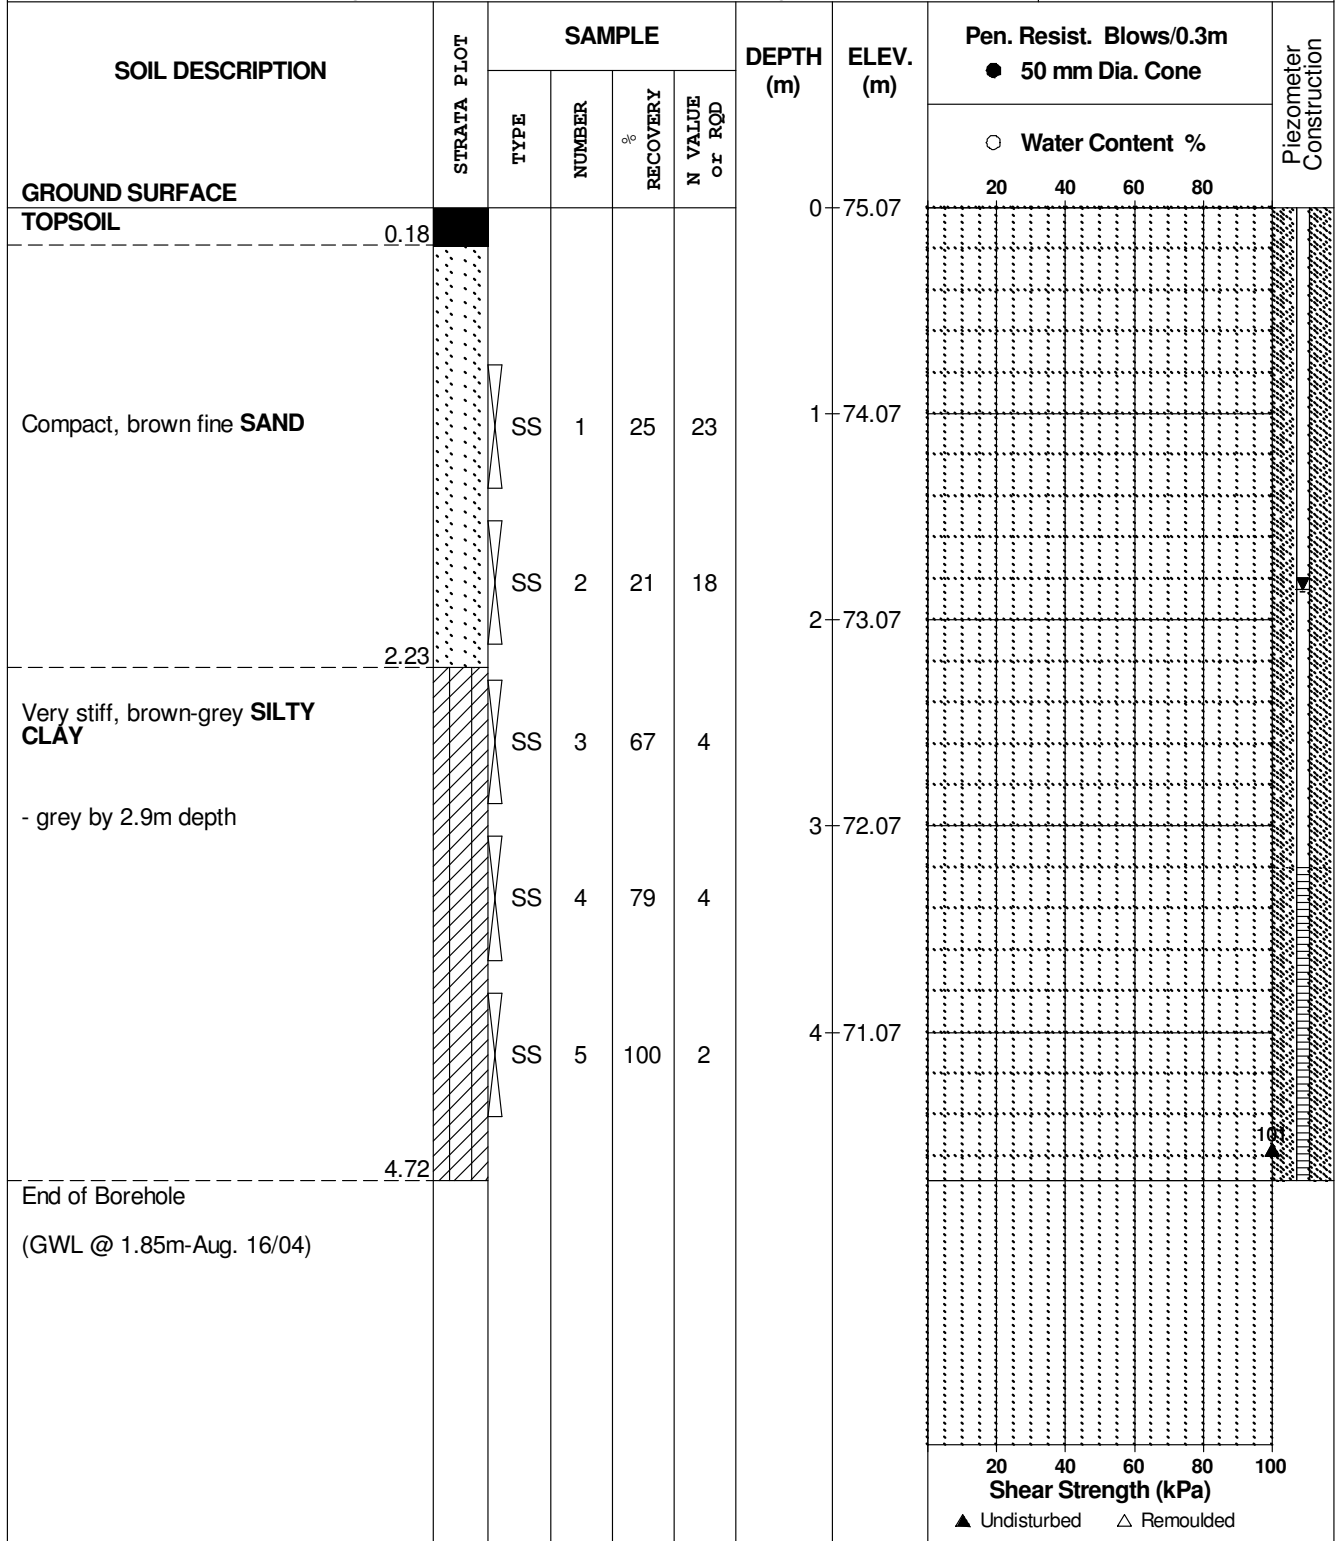 SOIL DESCRIPTION
STRATA PLOT
SAMPLE
TYPE
NUMBER
%
RECOVERY
N VALUE
or RQD
DEPTH
(m)
ELEV.
(m)
Pen. Resist. Blows/0.3m
● 50 mm Dia. Cone
○ Water Content %
20 40 60 80
Piezometer
Construction
GROUND SURFACE
TOPSOIL
0.18
0 75.07
Compact, brown fine SAND
SS 1 25 23
1 74.07
SS 2 21 18
2 73.07
2.23
Very stiff, brown-grey SILTY
CLAY
SS 3 67 4
- grey by 2.9m depth
3 72.07
SS 4 79 4
4 71.07
SS 5 100 2
101
4.72
End of Borehole
(GWL @ 1.85m-Aug. 16/04)
20 40 60 80 100
Shear Strength (kPa)
▲ Undisturbed △ Remoulded